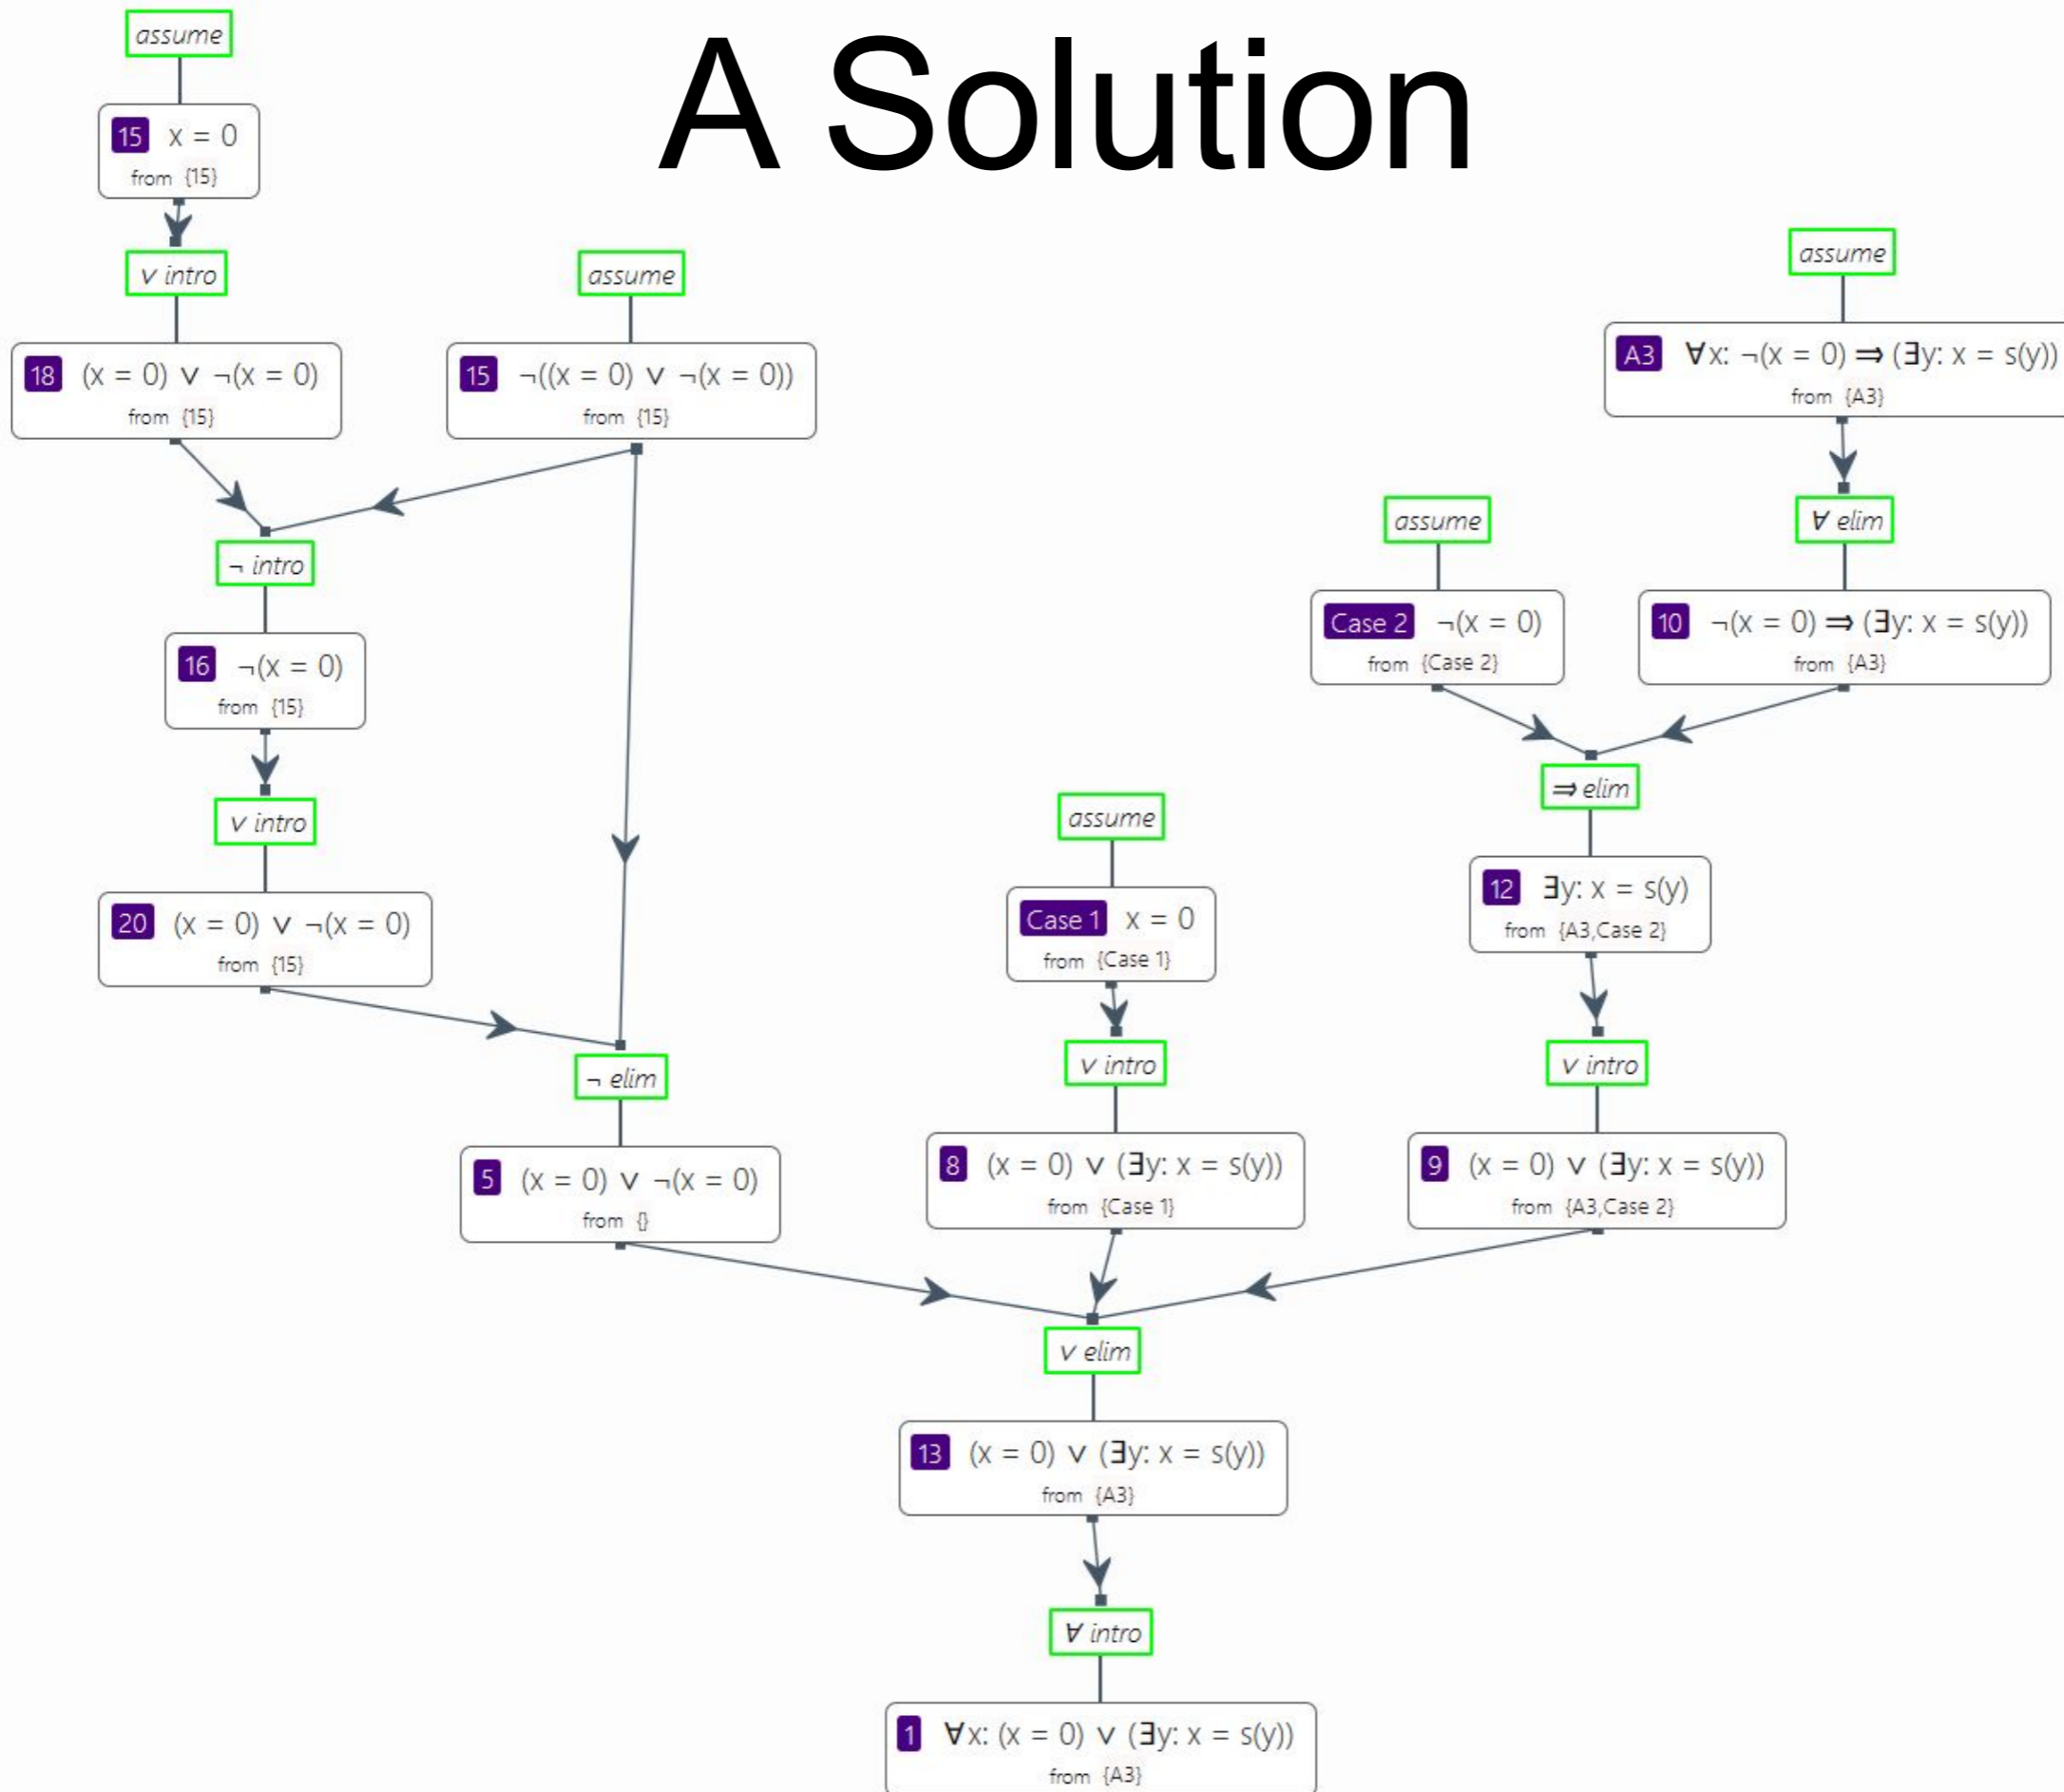 A Solution
assume
15 x = 0
from {15}
∨ intro
18 (x = 0) ∨ ¬(x = 0)
from {15}
assume
15 ¬((x = 0) ∨ ¬(x = 0))
from {15}
¬ intro
16 ¬(x = 0)
from {15}
∨ intro
20 (x = 0) ∨ ¬(x = 0)
from {15}
¬ elim
5 (x = 0) ∨ ¬(x = 0)
from {}
assume
Case 1 x = 0
from {Case 1}
∨ intro
8 (x = 0) ∨ (∃y: x = s(y))
from {Case 1}
assume
A3 ∀x: ¬(x = 0) ⇒ (∃y: x = s(y))
from {A3}
∀ elim
assume
Case 2 ¬(x = 0)
from {Case 2}
10 ¬(x = 0) ⇒ (∃y: x = s(y))
from {A3}
⇒ elim
12 ∃y: x = s(y)
from {A3,Case 2}
∨ intro
9 (x = 0) ∨ (∃y: x = s(y))
from {A3,Case 2}
∨ elim
13 (x = 0) ∨ (∃y: x = s(y))
from {A3}
∀ intro
1 ∀x: (x = 0) ∨ (∃y: x = s(y))
from {A3}